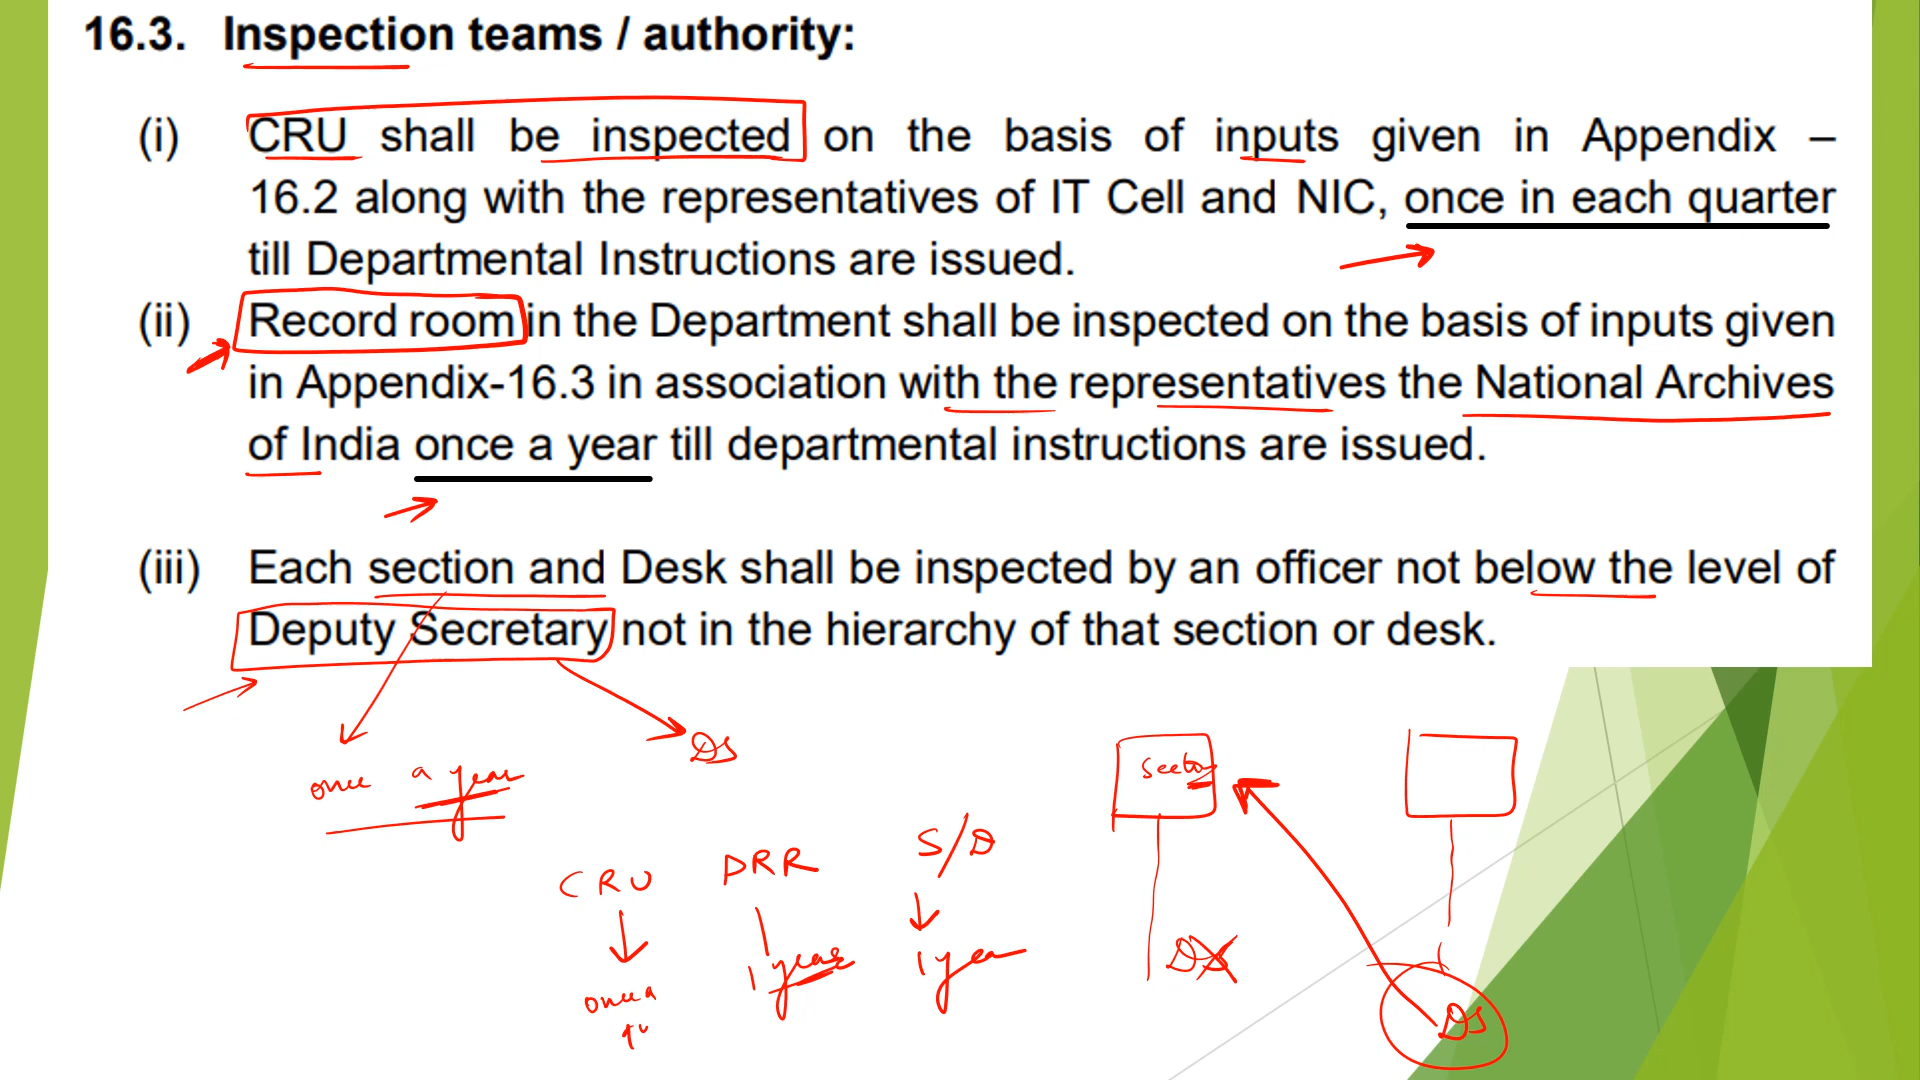 16.3. Inspection teams / authority:
(i) CRU shall be inspected on the basis of inputs given in Appendix –
16.2 along with the representatives of IT Cell and NIC, once in each quarter
till Departmental Instructions are issued.
(ii) Record room in the Department shall be inspected on the basis of inputs given
in Appendix-16.3 in association with the representatives the National Archives
of India once a year till departmental instructions are issued.
(iii) Each section and Desk shall be inspected by an officer not below the level of
Deputy Secretary not in the hierarchy of that section or desk.
DS
once a year
CRU DRR S/D
once a
1 year 1 year
DS
DS